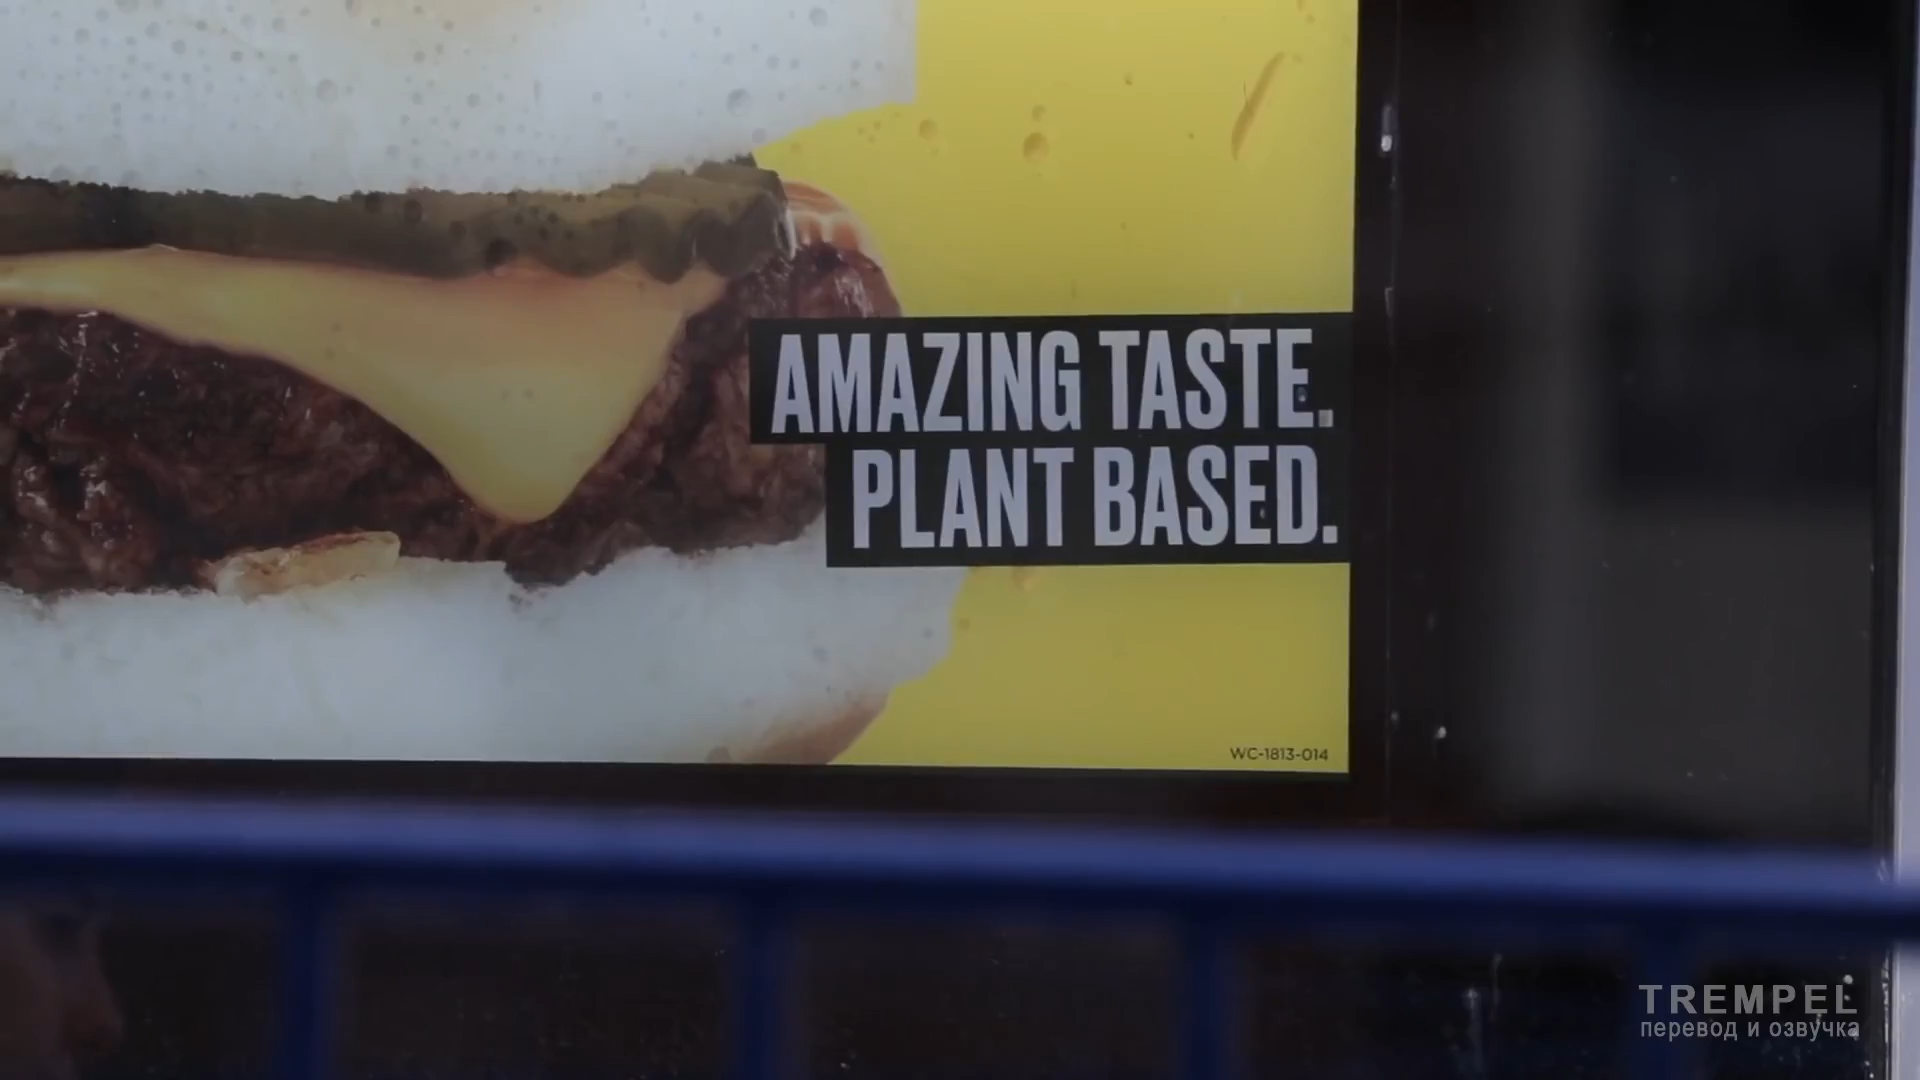 AMAZING TASTE.
PLANT BASED.
WC-1813-014
TREMPEL
перевод и озвучка